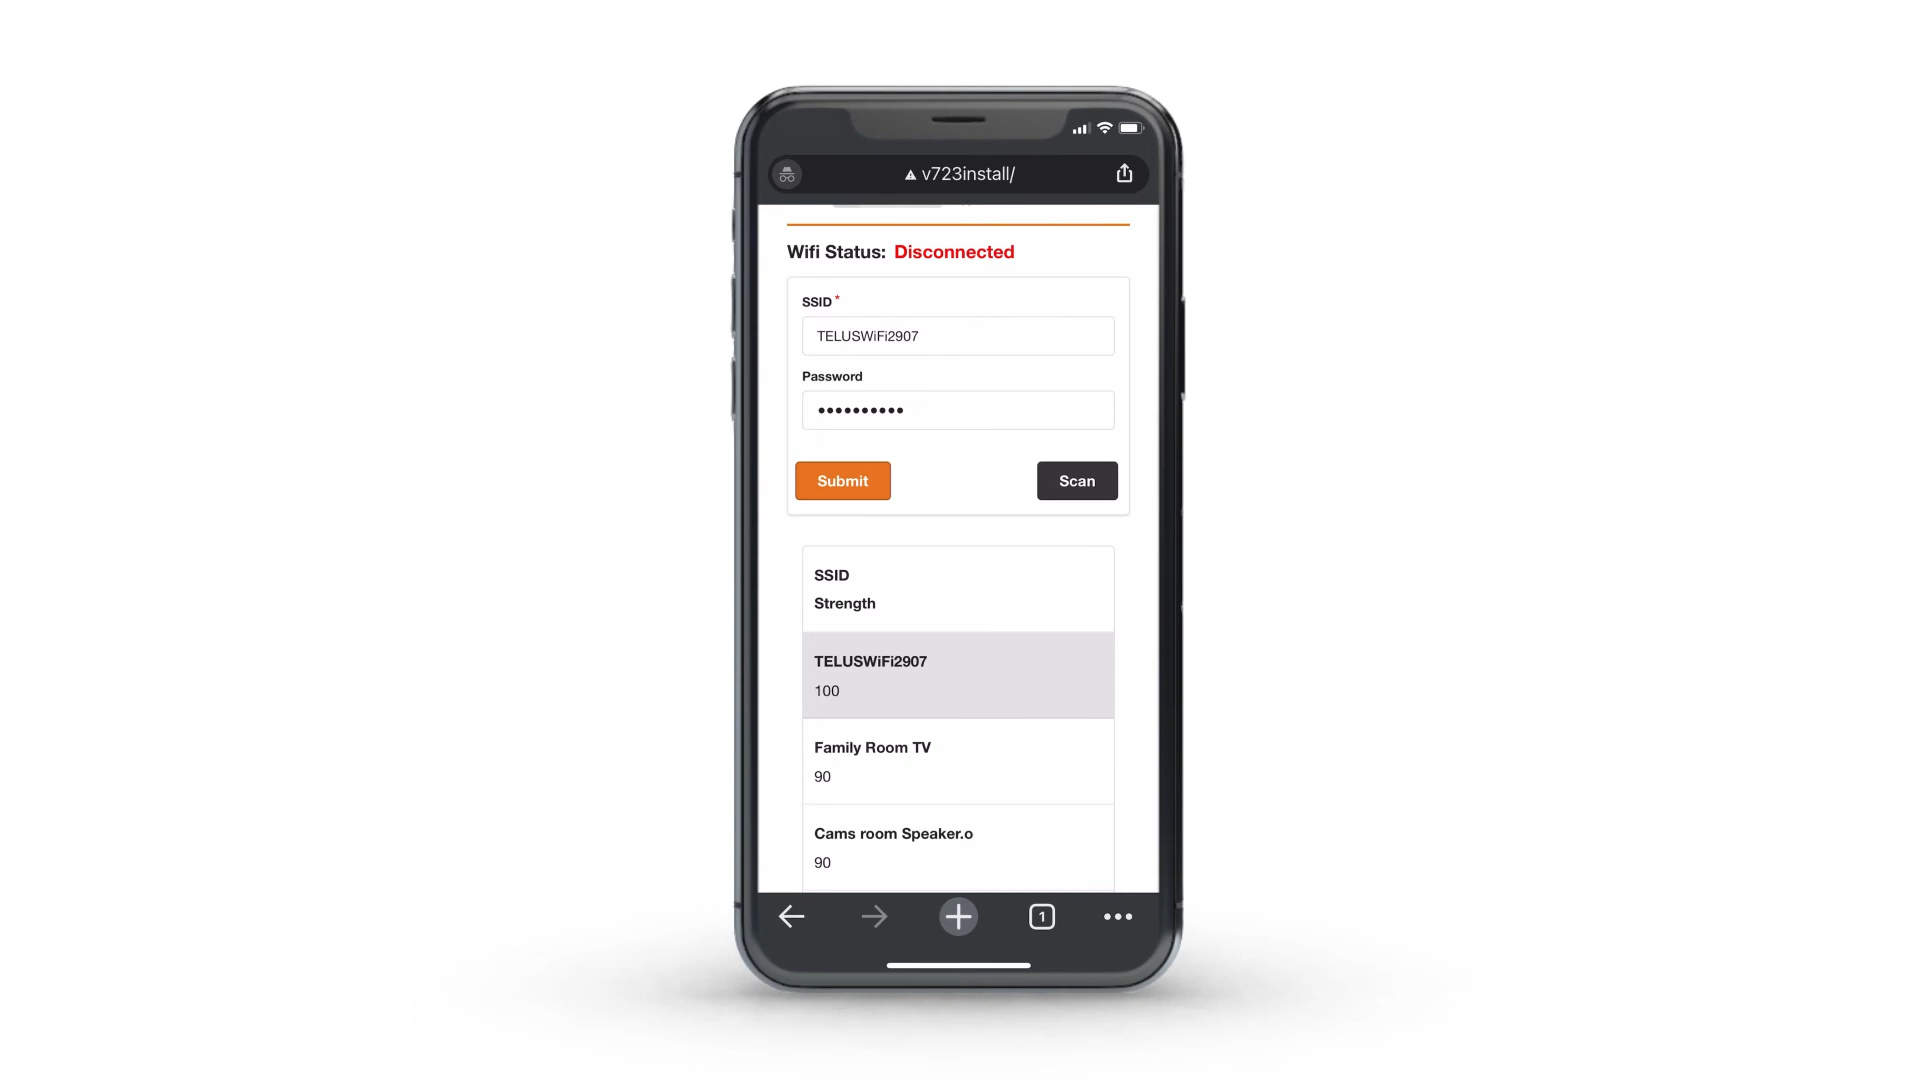 v723install/
Wifi Status: Disconnected
SSID *
TELUSWiFi2907
Password
••••••••••
Submit
Scan
SSID
Strength
TELUSWiFi2907
100
Family Room TV
90
Cams room Speaker.o
90
1